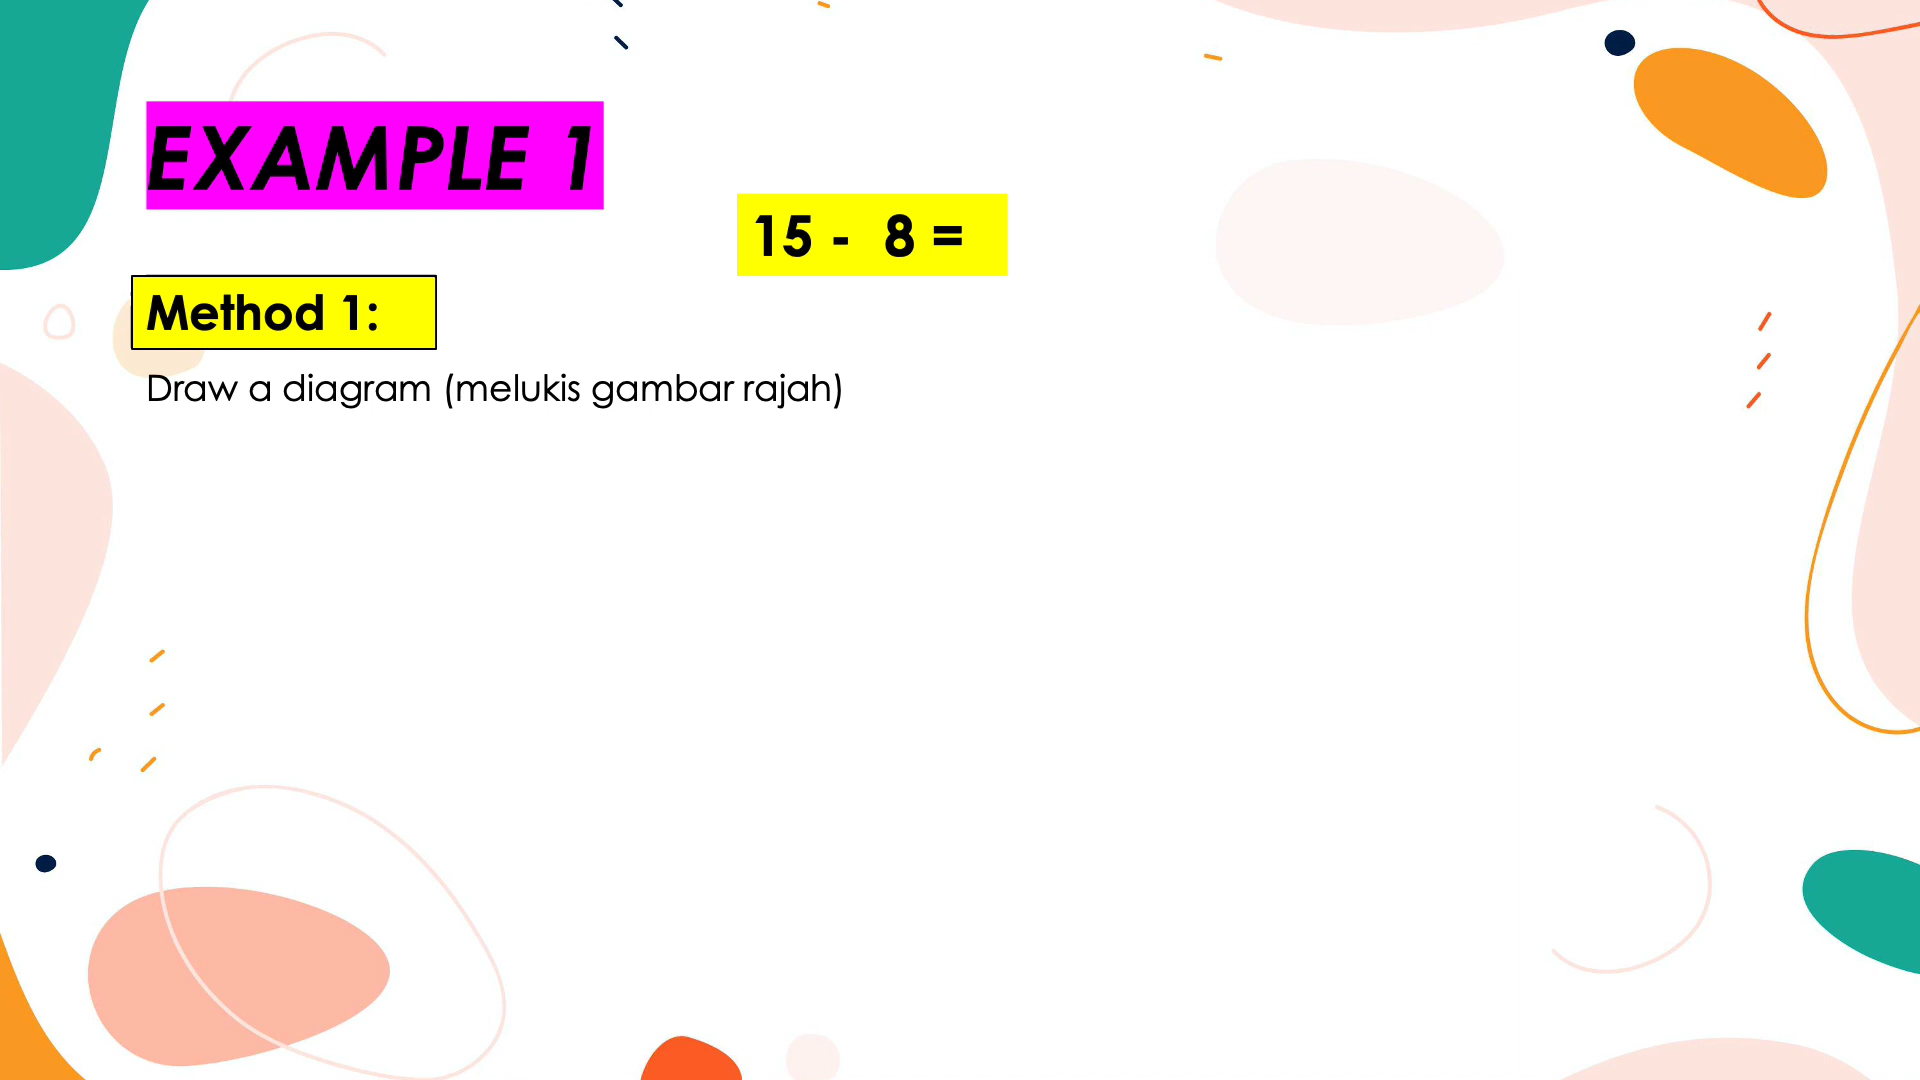 EXAMPLE 1
15 -  8 =
Method 1:
Draw a diagram (melukis gambar rajah)